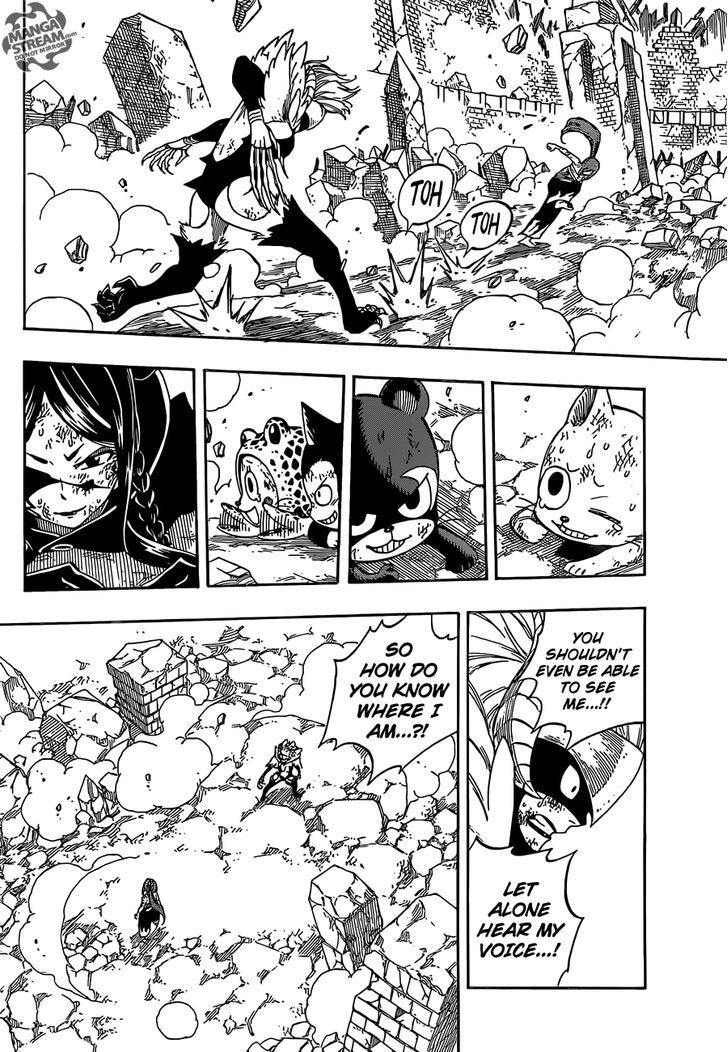 MANGA
STREAM.com
DO NOT MIRROR
TOH
TOH
YOU
SHOULDN'T
EVEN BE ABLE
TO SEE
ME...!!
LET
ALONE
HEAR MY
VOICE...!
SO
HOW DO
YOU KNOW
WHERE I
AM...?!